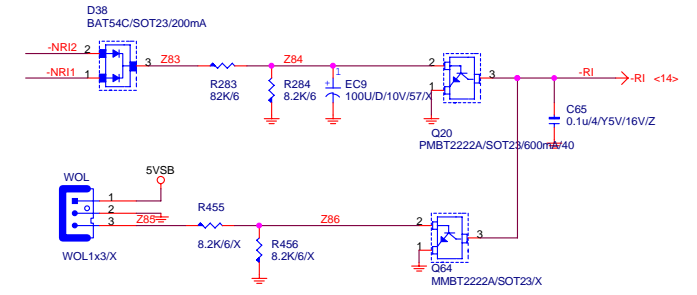 D38
BAT54C/SOT23/200mA
-NRI2 2
-NRI1 1
3 Z83
R283
82K/6
Z84
R284
8.2K/6
1
EC9
100U/D/10V/57/X
2
1
3
Q20
PMBT2222A/SOT23/600mA/40
-RI
-RI <14>
C65
0.1u/4/Y5V/16V/Z
WOL
5VSB
1
2
3 Z85
WOL1x3/X
R455
8.2K/6/X
Z86
R456
8.2K/6/X
2
1
3
Q64
MMBT2222A/SOT23/X